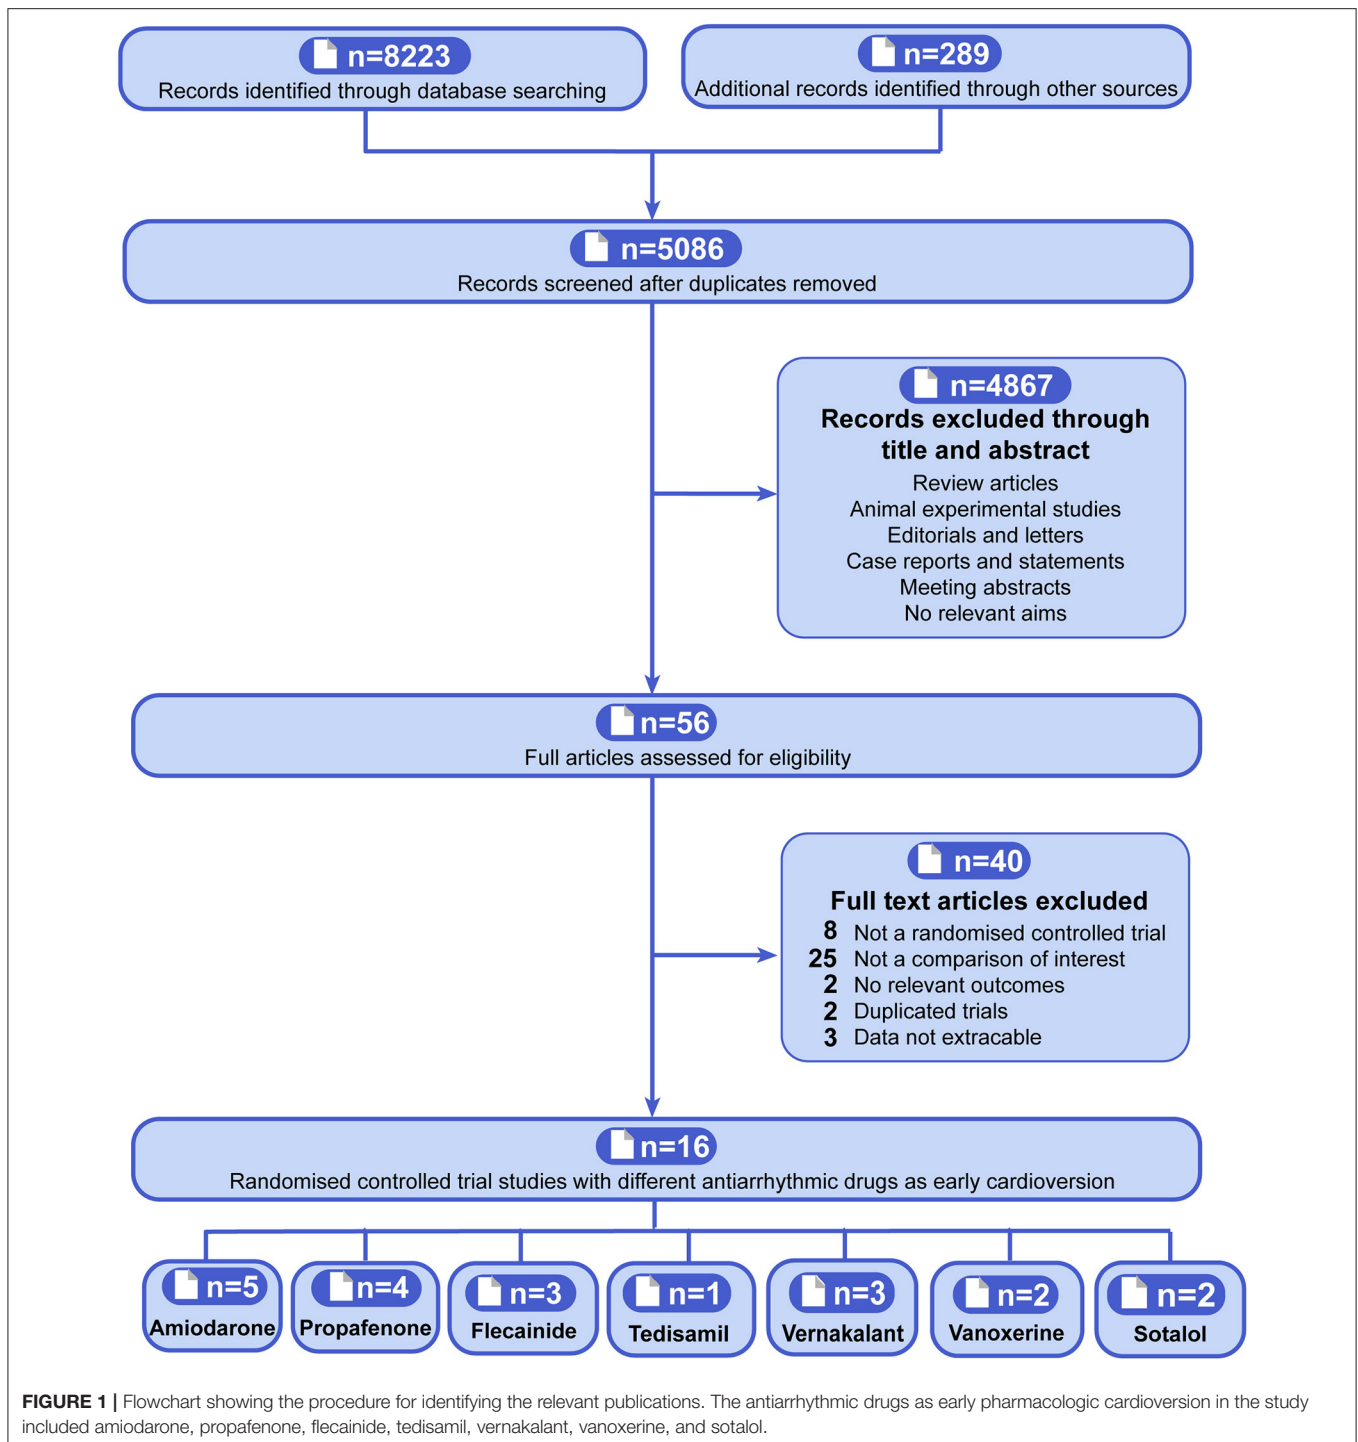 n=8223
Records identified through database searching
n=289
Additional records identified through other sources
n=5086
Records screened after duplicates removed
n=4867
Records excluded through
title and abstract
Review articles
Animal experimental studies
Editorials and letters
Case reports and statements
Meeting abstracts
No relevant aims
n=56
Full articles assessed for eligibility
n=40
Full text articles excluded
8 Not a randomised controlled trial
25 Not a comparison of interest
2 No relevant outcomes
2 Duplicated trials
3 Data not extracable
n=16
Randomised controlled trial studies with different antiarrhythmic drugs as early cardioversion
n=5
Amiodarone
n=4
Propafenone
n=3
Flecainide
n=1
Tedisamil
n=3
Vernakalant
n=2
Vanoxerine
n=2
Sotalol
FIGURE 1 | Flowchart showing the procedure for identifying the relevant publications. The antiarrhythmic drugs as early pharmacologic cardioversion in the study
included amiodarone, propafenone, flecainide, tedisamil, vernakalant, vanoxerine, and sotalol.